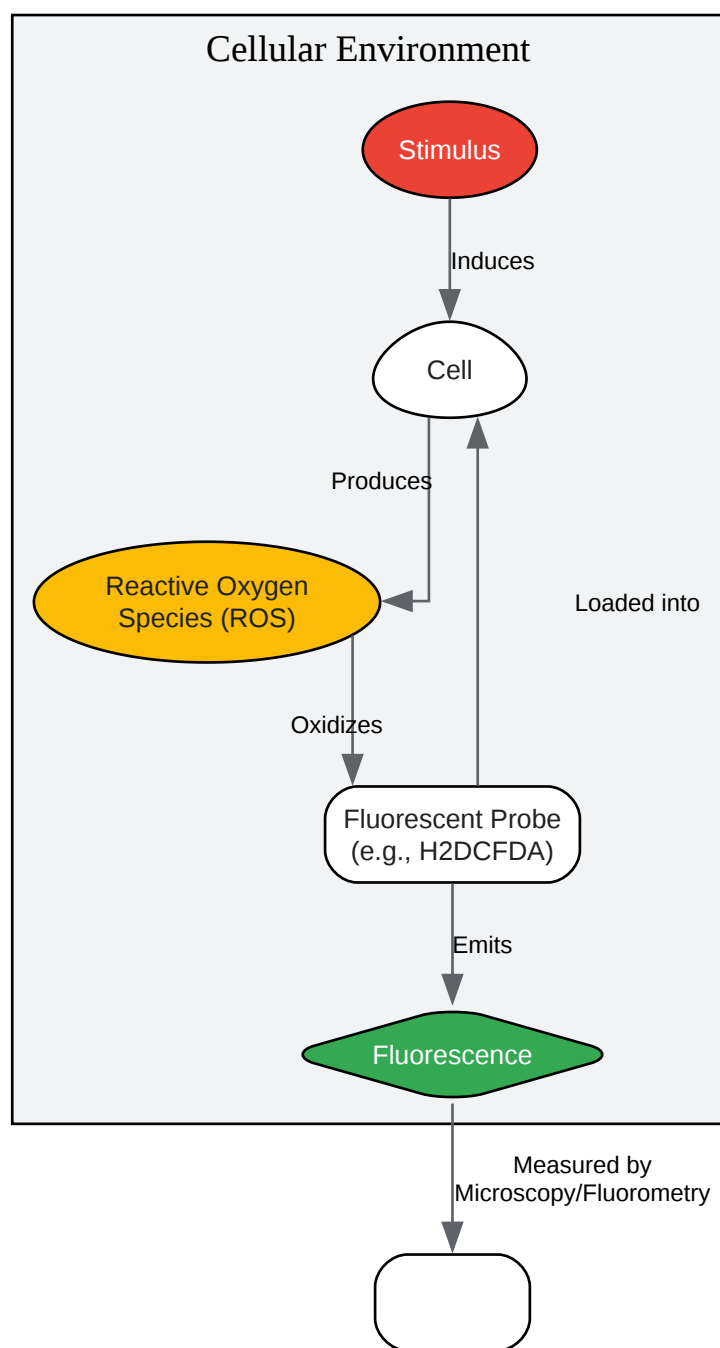 Cellular Environment
Stimulus
Induces
Cell
Produces
Reactive Oxygen
Species (ROS)
Loaded into
Oxidizes
Fluorescent Probe
(e.g., H2DCFDA)
Emits
Fluorescence
Measured by
Microscopy/Fluorometry